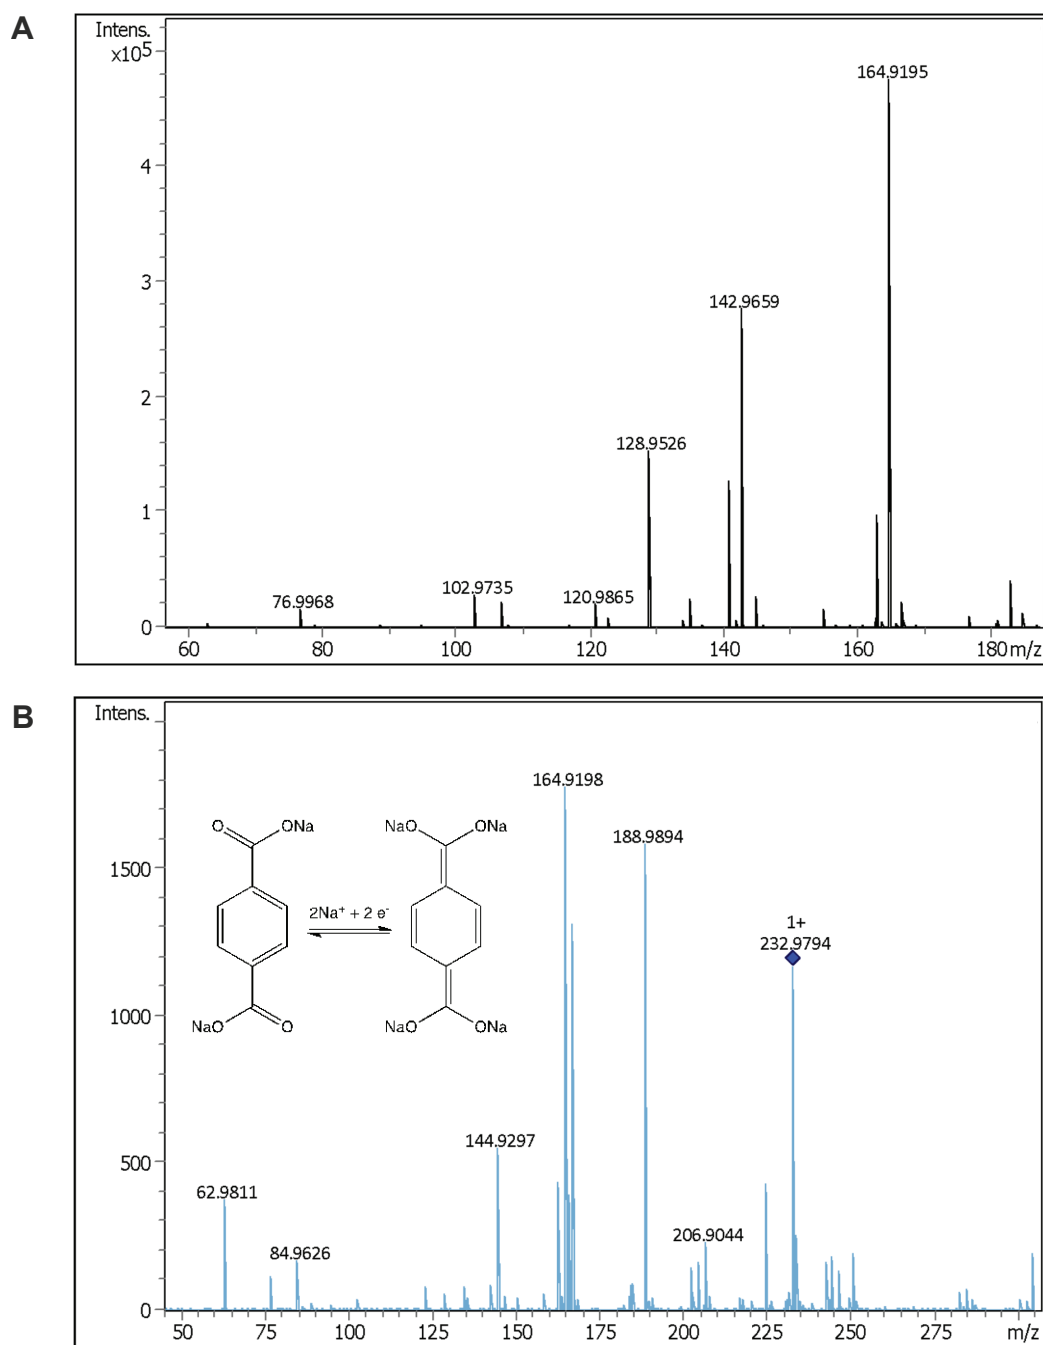 A
Intens.
x10⁵
164.9195
4
3
142.9659
2
128.9526
1
102.9735
120.9865
76.9968
0
60 80 100 120 140 160 180 m/z
B
Intens.
164.9198
O ONa NaO ONa
188.9894
1500
2Na⁺ + 2 e⁻
1+
232.9794
1000
NaO O NaO ONa
144.9297
500
62.9811
206.9044
84.9626
0
50 75 100 125 150 175 200 225 250 275 m/z